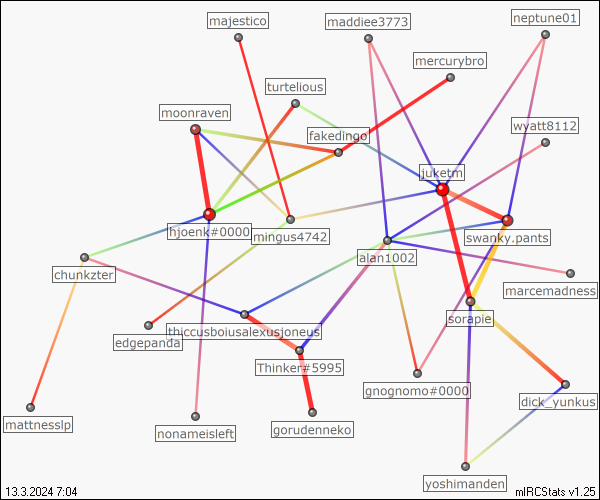 majestico
maddiee3773
neptune01
mercurybro
turtelious
moonraven
fakedingo
wyatt8112
juketm
hjoenk#0000
mingus4742
swanky.pants
alan1002
chunkzter
marcemadness
sorapie
thiccusboiusalexusjoneus
edgepanda
Thinker#5995
gnognomo#0000
dick_yunkus
mattnesslp
nonameisleft
gorudenneko
yoshimanden
13.3.2024 7:04
mIRCStats v1.25